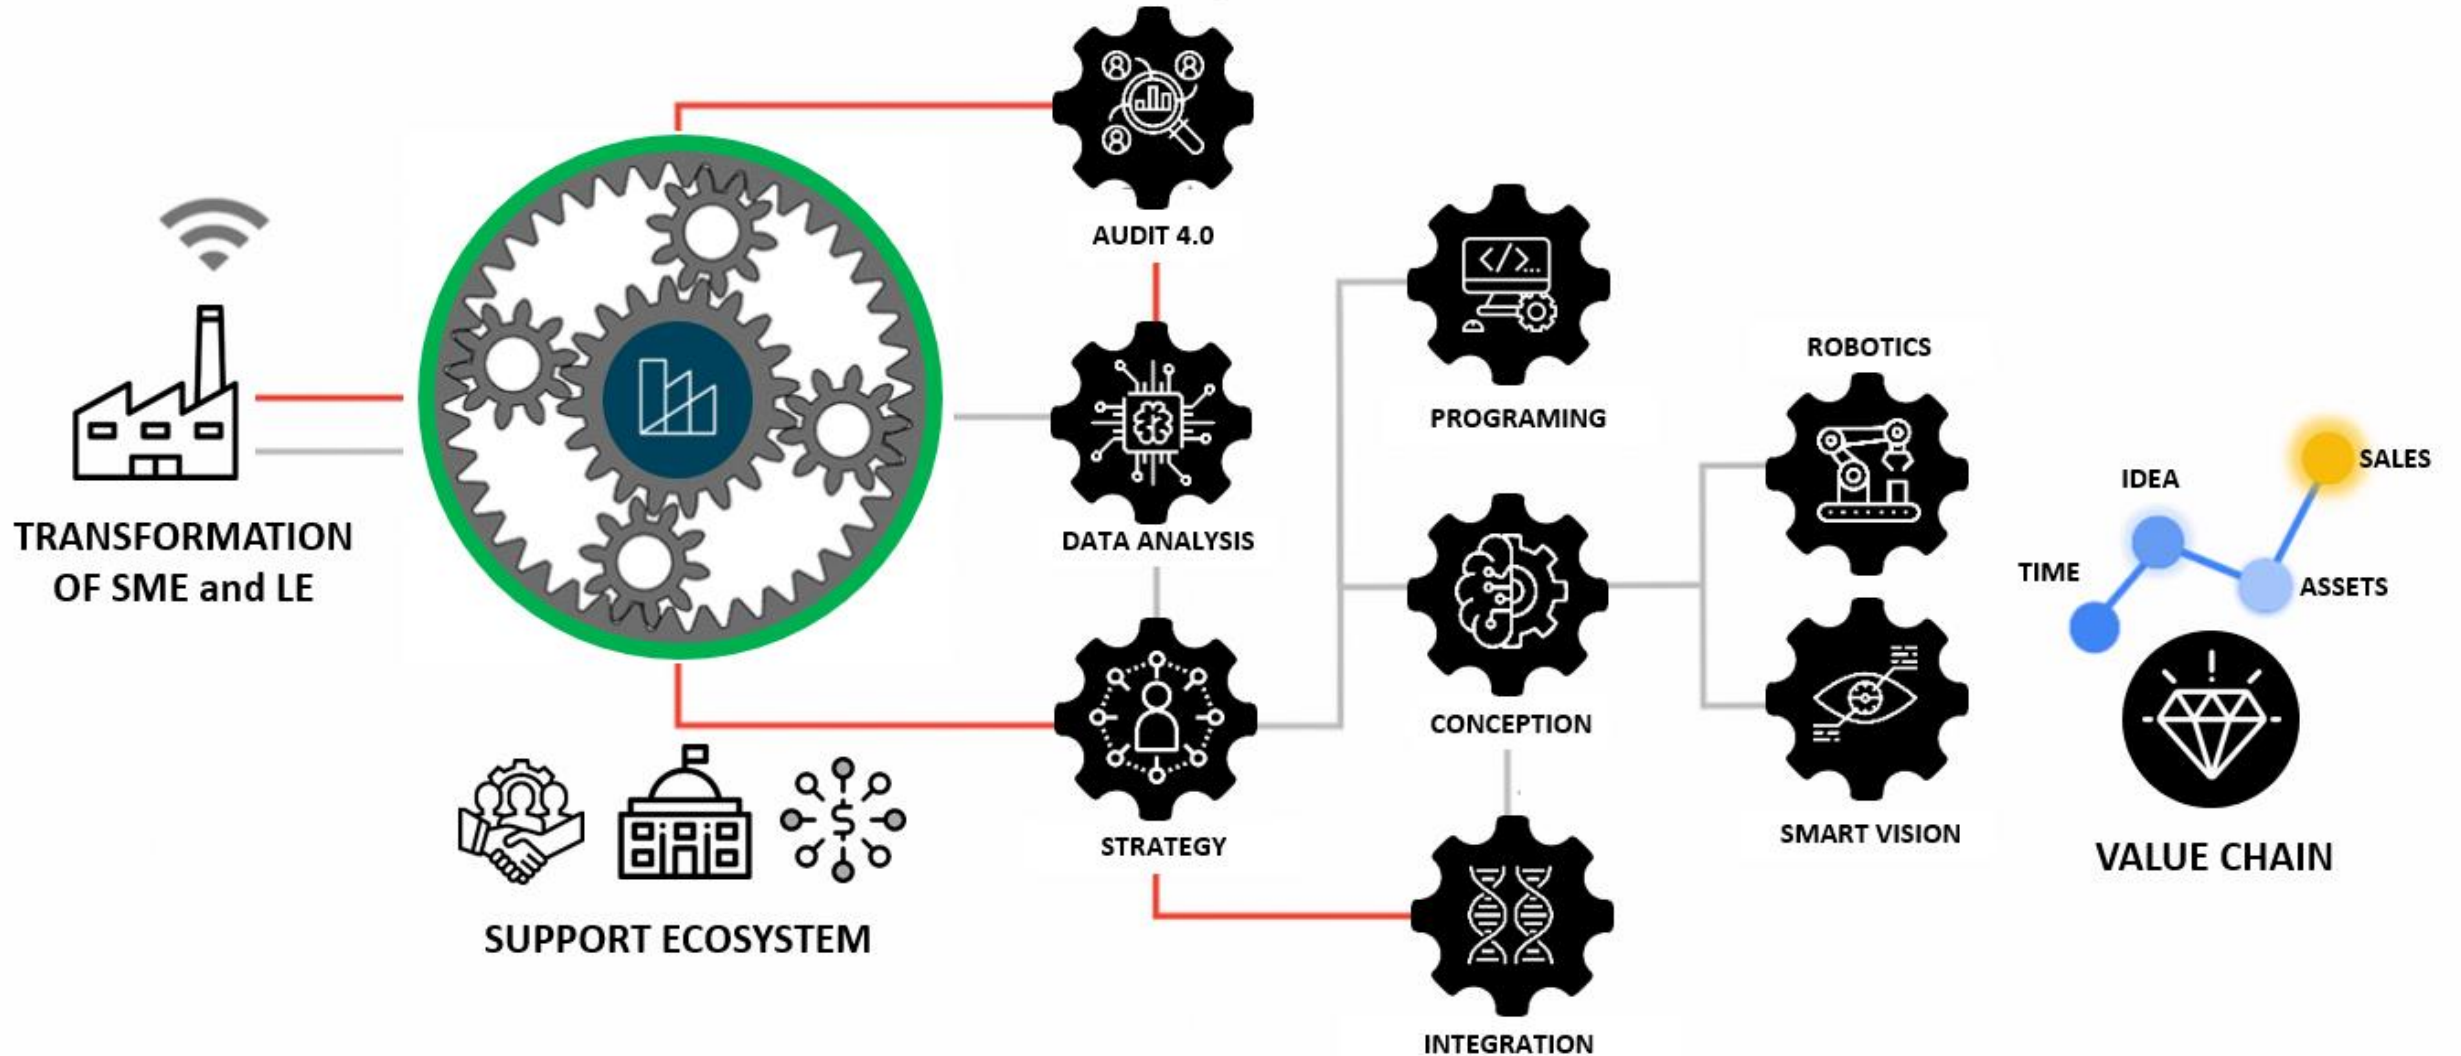 TRANSFORMATION
OF SME and LE
SUPPORT ECOSYSTEM
AUDIT 4.0
DATA ANALYSIS
STRATEGY
</>...
PROGRAMING
CONCEPTION
INTEGRATION
ROBOTICS
SMART VISION
TIME
IDEA
ASSETS
SALES
VALUE CHAIN